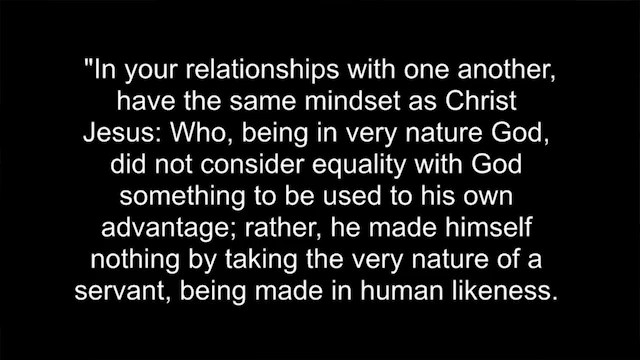 "In your relationships with one another,
have the same mindset as Christ
Jesus: Who, being in very nature God,
did not consider equality with God
something to be used to his own
advantage; rather, he made himself
nothing by taking the very nature of a
servant, being made in human likeness.